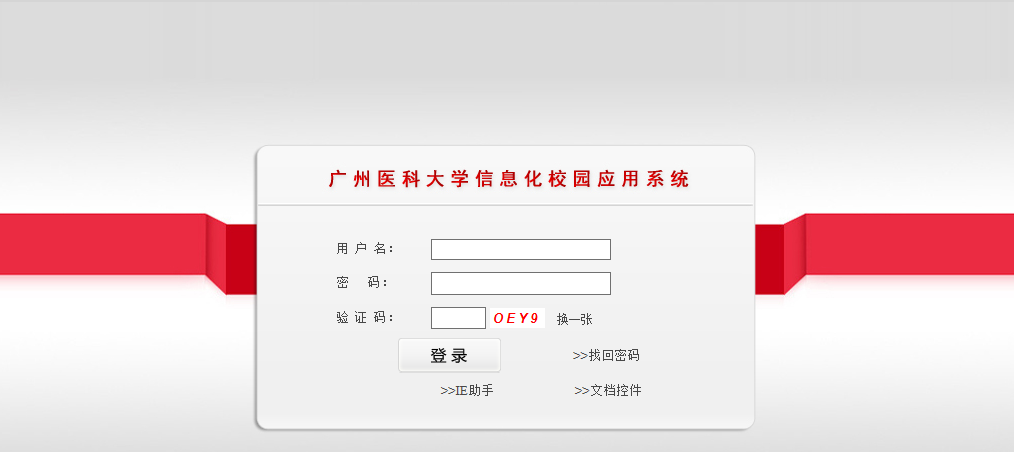 广州医科大学信息化校园应用系统
用 户 名：
密 码：
验 证 码： OEY9 换一张
登 录 >>找回密码
>>IE助手 >>文档控件